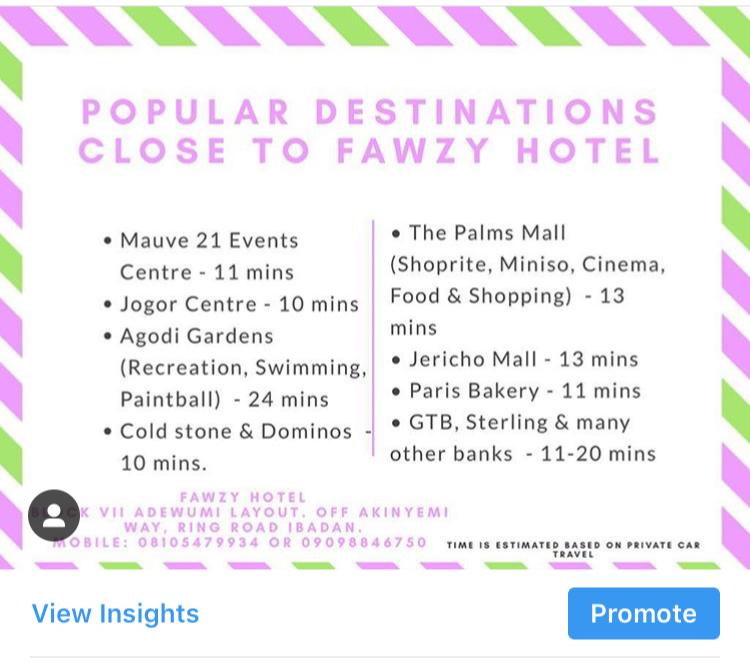 POPULAR DESTINATIONS
CLOSE TO FAWZY HOTEL
• Mauve 21 Events
Centre - 11 mins
• Jogor Centre - 10 mins
• Agodi Gardens
(Recreation, Swimming,
Paintball) - 24 mins
• Cold stone & Dominos -
10 mins.
• The Palms Mall
(Shoprite, Miniso, Cinema,
Food & Shopping) - 13
mins
• Jericho Mall - 13 mins
• Paris Bakery - 11 mins
• GTB, Sterling & many
other banks - 11-20 mins
FAWZY HOTEL
VII ADEWUMI LAYOUT, OFF AKINYEMI
WAY, RING ROAD IBADAN.
MOBILE: 08105479934 OR 09098846750
TIME IS ESTIMATED BASED ON PRIVATE CAR
TRAVEL
View Insights
Promote